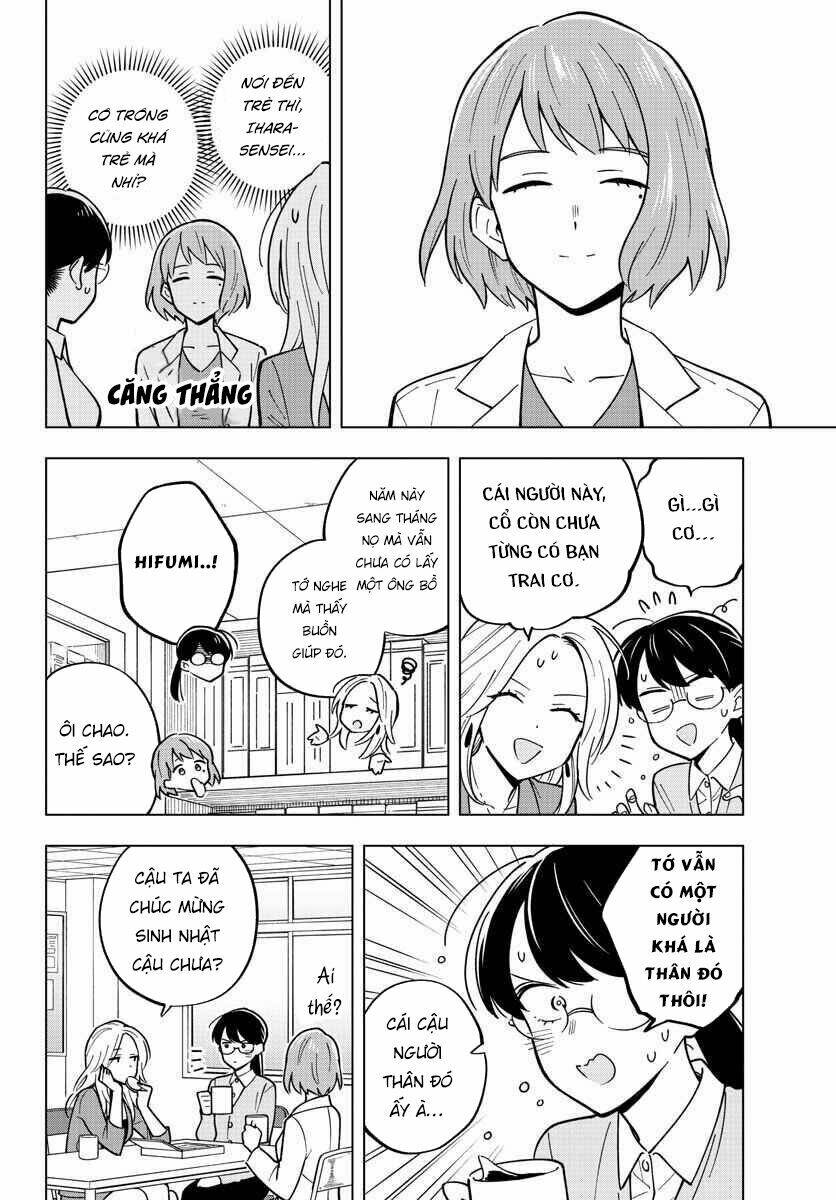 NÓI ĐẾN
TRẺ THÌ,
IHARA-
SENSEI...
CÔ TRÔNG
CŨNG KHÁ
TRẺ MÀ
NHỈ?
CĂNG THẲNG
GÌ...GÌ
CƠ...
CÁI NGƯỜI NÀY,
CỔ CÒN CHƯA
TỪNG CÓ BẠN
TRAI CƠ.
NĂM NÀY
SANG THÁNG
NỌ MÀ VẪN
CHƯA CÓ LẤY
MỘT ÔNG BỒ
TỚ NGHE
MÀ THẤY
BUỒN
GIÚP ĐÓ.
HIFUMI..!
ÔI CHAO.
THẾ SAO?
TỚ VẪN
CÓ MỘT
NGƯỜI
KHÁ LÀ
THÂN ĐÓ
THÔI!
CÁI CẬU
NGƯỜI
THÂN ĐÓ
ẤY À...
CẬU TA ĐÃ
CHÚC MỪNG
SINH NHẬT
CẬU CHƯA?
Ai
thế?